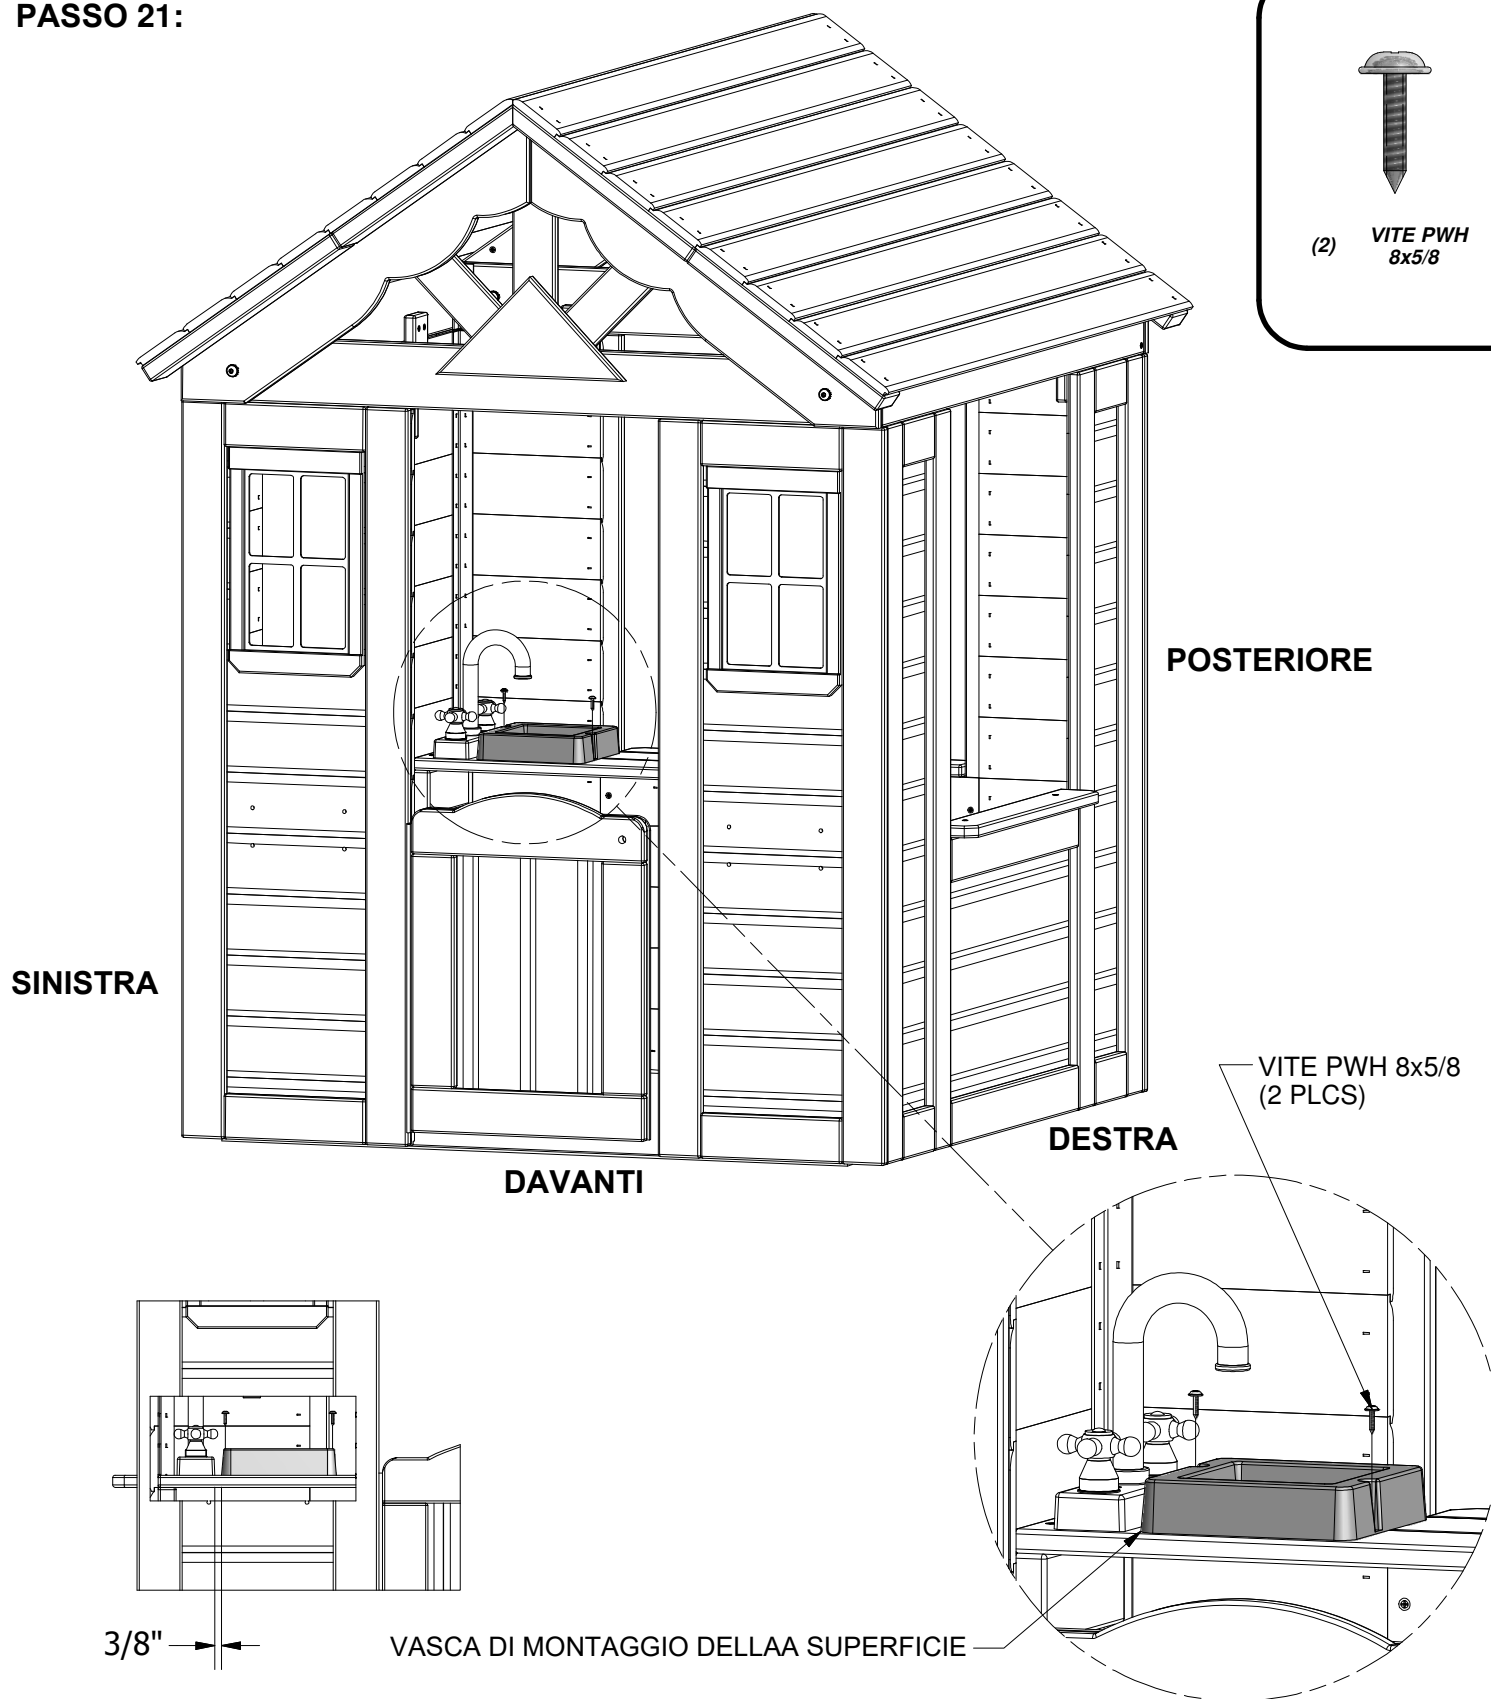 PASSO 21:
(2) VITE PWH
8x5/8
POSTERIORE
SINISTRA
VITE PWH 8x5/8
(2 PLCS)
DESTRA
DAVANTI
3/8"
VASCA DI MONTAGGIO DELLAA SUPERFICIE